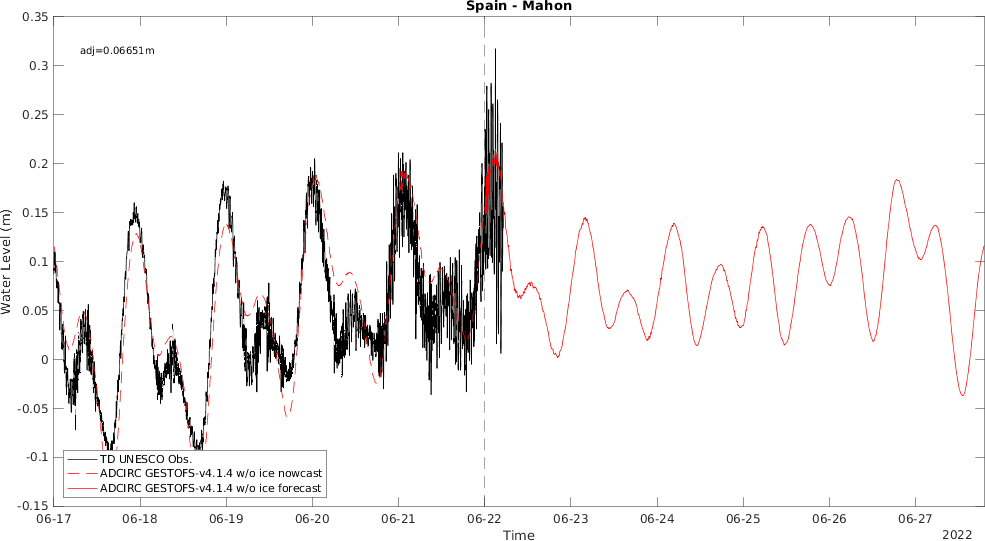 Spain - Mahon
adj=0.06651m
0.35
0.3
0.25
0.2
0.15
0.1
0.05
0
-0.05
-0.1
-0.15
Water Level (m)
TD UNESCO Obs.
ADCIRC GESTOFS-v4.1.4 w/o ice nowcast
ADCIRC GESTOFS-v4.1.4 w/o ice forecast
06-17 06-18 06-19 06-20 06-21 06-22 06-23 06-24 06-25 06-26 06-27
Time
2022